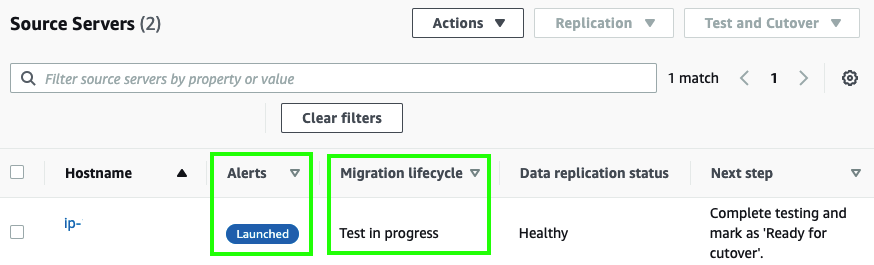 Source Servers (2)
Actions
Replication
Test and Cutover
Filter source servers by property or value
1 match
1
Clear filters
Hostname
Alerts
Migration lifecycle
Data replication status
Next step
ip-
Launched
Test in progress
Healthy
Complete testing and
mark as 'Ready for
cutover'.